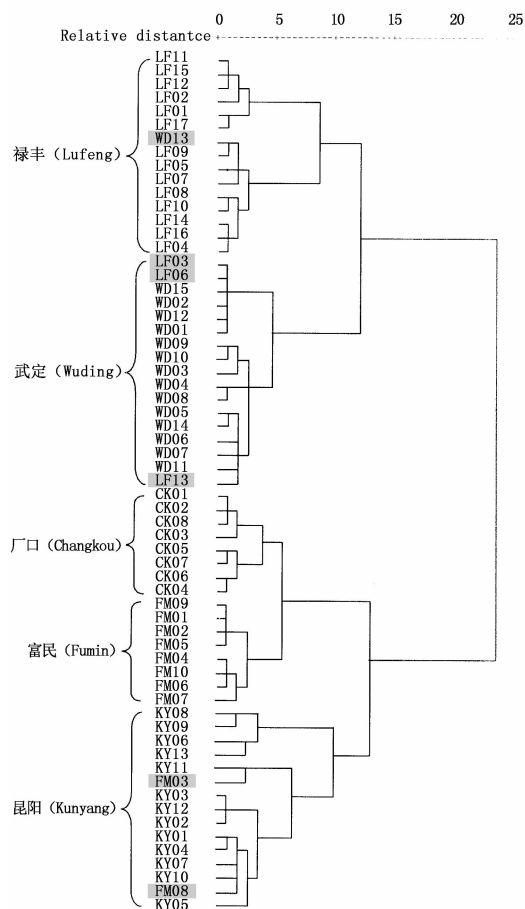 0 5 10 15 20 25
Relative distantce
LF11
LF15
LF12
LF02
LF01
LF17
WD13
禄丰（Lufeng） LF09
LF05
LF07
LF08
LF10
LF14
LF16
LF04
LF03
LF06
WD15
WD02
WD12
WD01
WD09
WD10
武定（Wuding） WD03
WD04
WD08
WD05
WD14
WD06
WD07
WD11
LF13
CK01
CK02
CK08
CK03
厂口（Changkou） CK05
CK07
CK06
CK04
FM09
FM01
FM02
富民（Fumin） FM05
FM04
FM10
FM06
FM07
KY08
KY09
KY06
KY13
KY11
FM03
KY03
昆阳（Kunyang） KY12
KY02
KY01
KY04
KY07
KY10
FM08
KY05